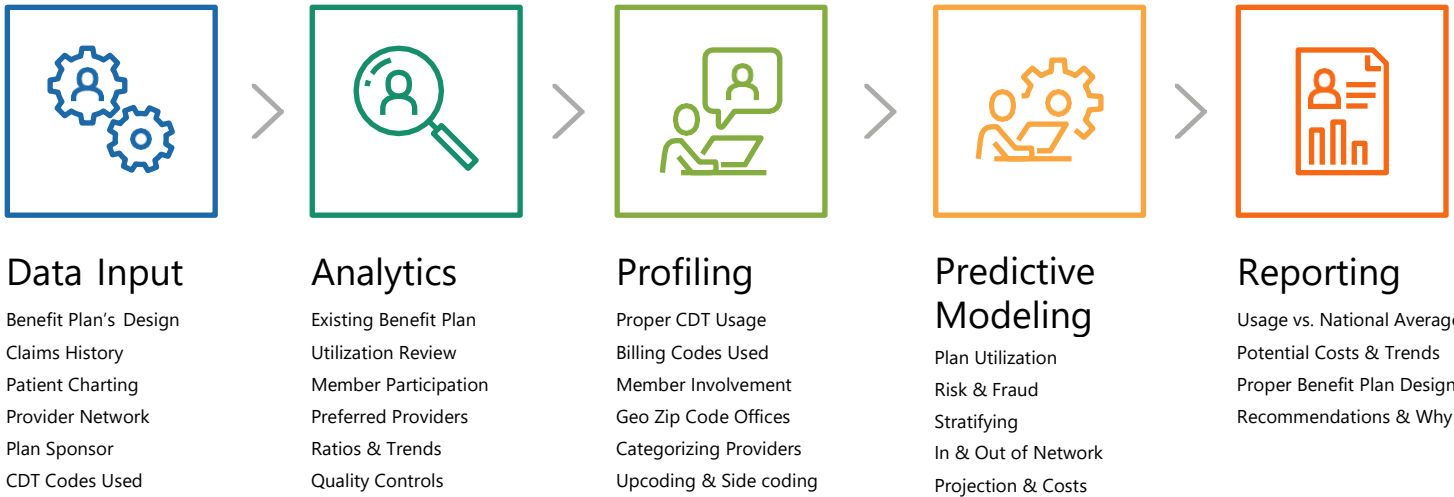 Data Input
Benefit Plan's Design
Claims History
Patient Charting
Provider Network
Plan Sponsor
CDT Codes Used
Analytics
Existing Benefit Plan
Utilization Review
Member Participation
Preferred Providers
Ratios & Trends
Quality Controls
Profiling
Proper CDT Usage
Billing Codes Used
Member Involvement
Geo Zip Code Offices
Categorizing Providers
Upcoding & Side coding
Predictive
Modeling
Plan Utilization
Risk & Fraud
Stratifying
In & Out of Network
Projection & Costs
Reporting
Usage vs. National Average
Potential Costs & Trends
Proper Benefit Plan Design
Recommendations & Why